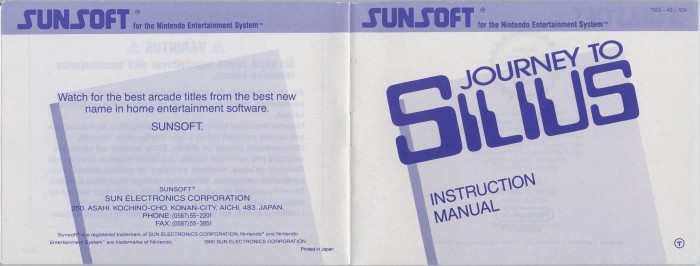 SUNSOFT® for the Nintendo Entertainment System™
Watch for the best arcade titles from the best new
name in home entertainment software.
SUNSOFT.
SUNSOFT®
SUN ELECTRONICS CORPORATION
250. ASAHI. KOCHINO-CHO. KONAN-CITY. AICHI. 483. JAPAN.
PHONE:(0587)55-2201
FAX:(0587)55-3851
Sunsoft® is a registered trademark of SUN ELECTRONICS CORPORATION, Nintendo® and Nintendo
Entertainment System™ are trademarks of Nintendo. 1990 SUN ELECTRONICS CORPORATION
Printed in Japan
SUNSOFT® for the Nintendo Entertainment System™
JOURNEY TO
SILIUS
INSTRUCTION
MANUAL
T